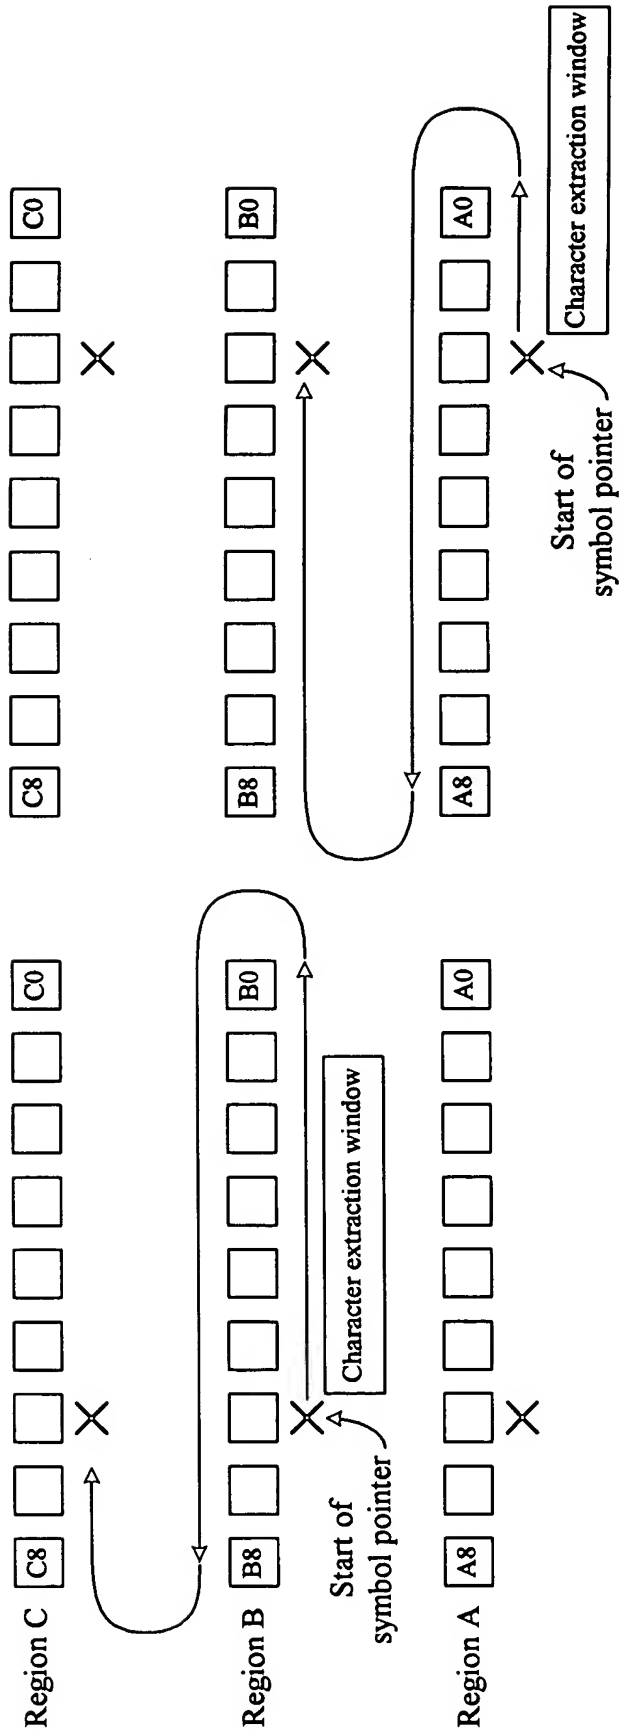 Region C
C8
C0
Region B
B8
B0
Character extraction window
Start of
symbol pointer
Region A
A8
A0
C8
C0
B8
B0
A8
A0
Character extraction window
Start of
symbol pointer